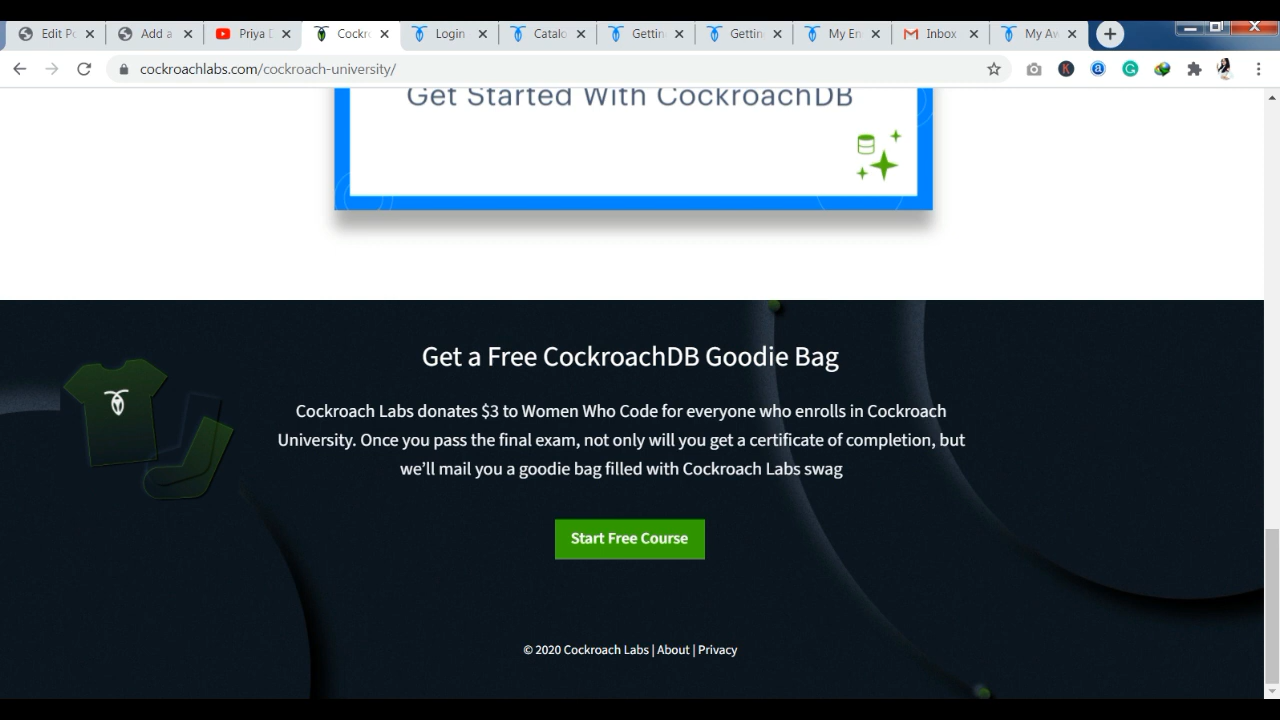 Edit Pc
Add a
Priya D
Cockr
Login
Catalo
Gettin
Gettin
My En
Inbox
My Aw
cockroachlabs.com/cockroach-university/
Get Started With CockroachDB
Get a Free CockroachDB Goodie Bag
Cockroach Labs donates $3 to Women Who Code for everyone who enrolls in Cockroach
University. Once you pass the final exam, not only will you get a certificate of completion, but
we’ll mail you a goodie bag filled with Cockroach Labs swag
Start Free Course
© 2020 Cockroach Labs | About | Privacy